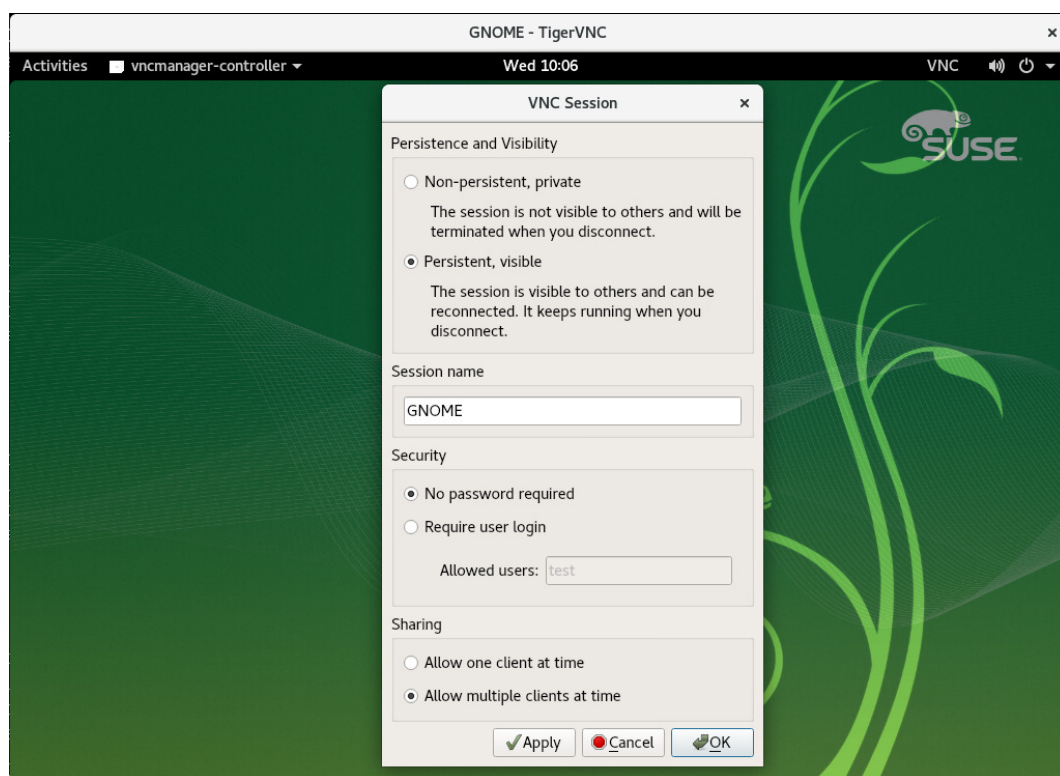 GNOME - TigerVNC ×
Activities vncmanager-controller Wed 10:06 VNC
VNC Session ×
SUSE
Persistence and Visibility
Non-persistent, private
The session is not visible to others and will be
terminated when you disconnect.
Persistent, visible
The session is visible to others and can be
reconnected. It keeps running when you
disconnect.
Session name
GNOME
Security
No password required
Require user login
Allowed users: test
Sharing
Allow one client at time
Allow multiple clients at time
Apply Cancel OK